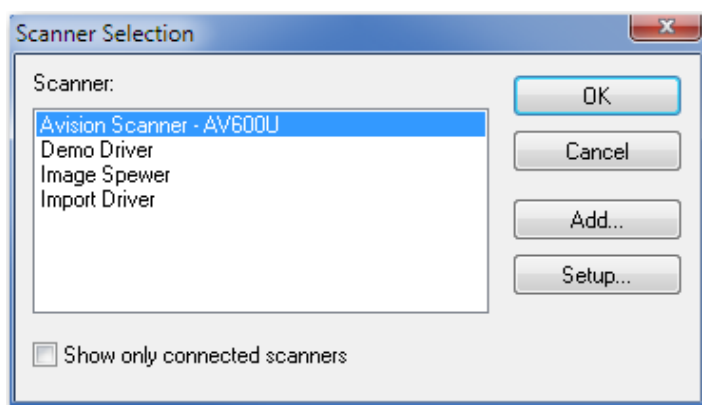 Scanner Selection
Scanner:
Avision Scanner - AV600U
Demo Driver
Image Spewer
Import Driver
OK
Cancel
Add...
Setup...
Show only connected scanners